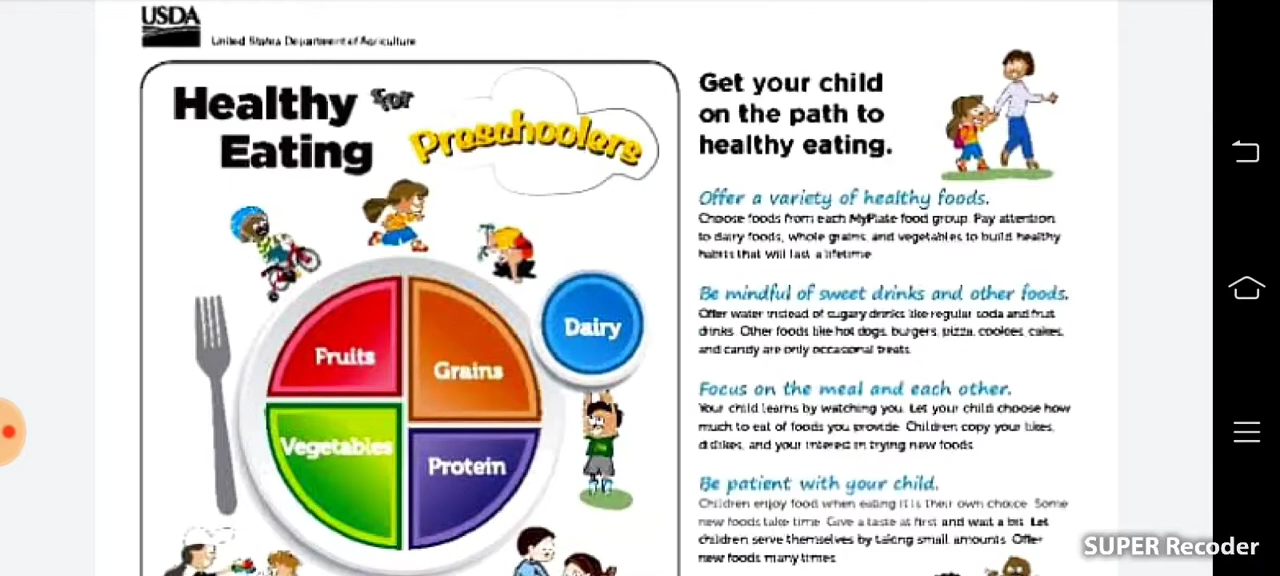 USDA
United States Department of Agriculture
Healthy for
Eating
Preschoolers
Fruits
Grains
Dairy
Vegetables
Protein
Get your child
on the path to
healthy eating.
Offer a variety of healthy foods.
Choose foods from each MyPlate food group. Pay attention
to dairy foods, whole grains, and vegetables to build healthy
habits that will last a lifetime.
Be mindful of sweet drinks and other foods.
Offer water instead of sugary drinks like regular soda and fruit
drinks. Other foods like hot dogs, burgers, pizza, cookies, cakes,
and candy are only occasional treats.
Focus on the meal and each other.
Your child learns by watching you. Let your child choose how
much to eat of foods you provide. Children copy your likes,
dislikes, and your interest in trying new foods.
Be patient with your child.
Children enjoy food when eating it is their own choice. Some
new foods take time. Give a taste at first and wait a bit. Let
children serve themselves by taking small amounts. Offer
new foods many times.
SUPER Recoder